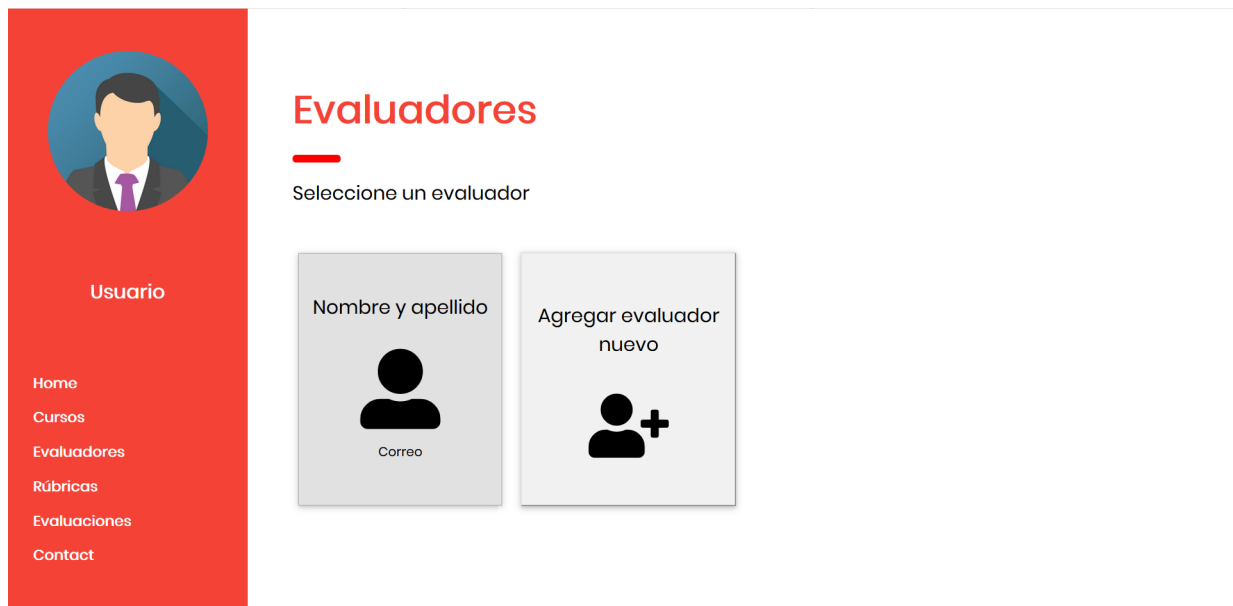 Usuario
Home
Cursos
Evaluadores
Rúbricas
Evaluaciones
Contact
Evaluadores
Seleccione un evaluador
Nombre y apellido
Correo
Agregar evaluador
nuevo